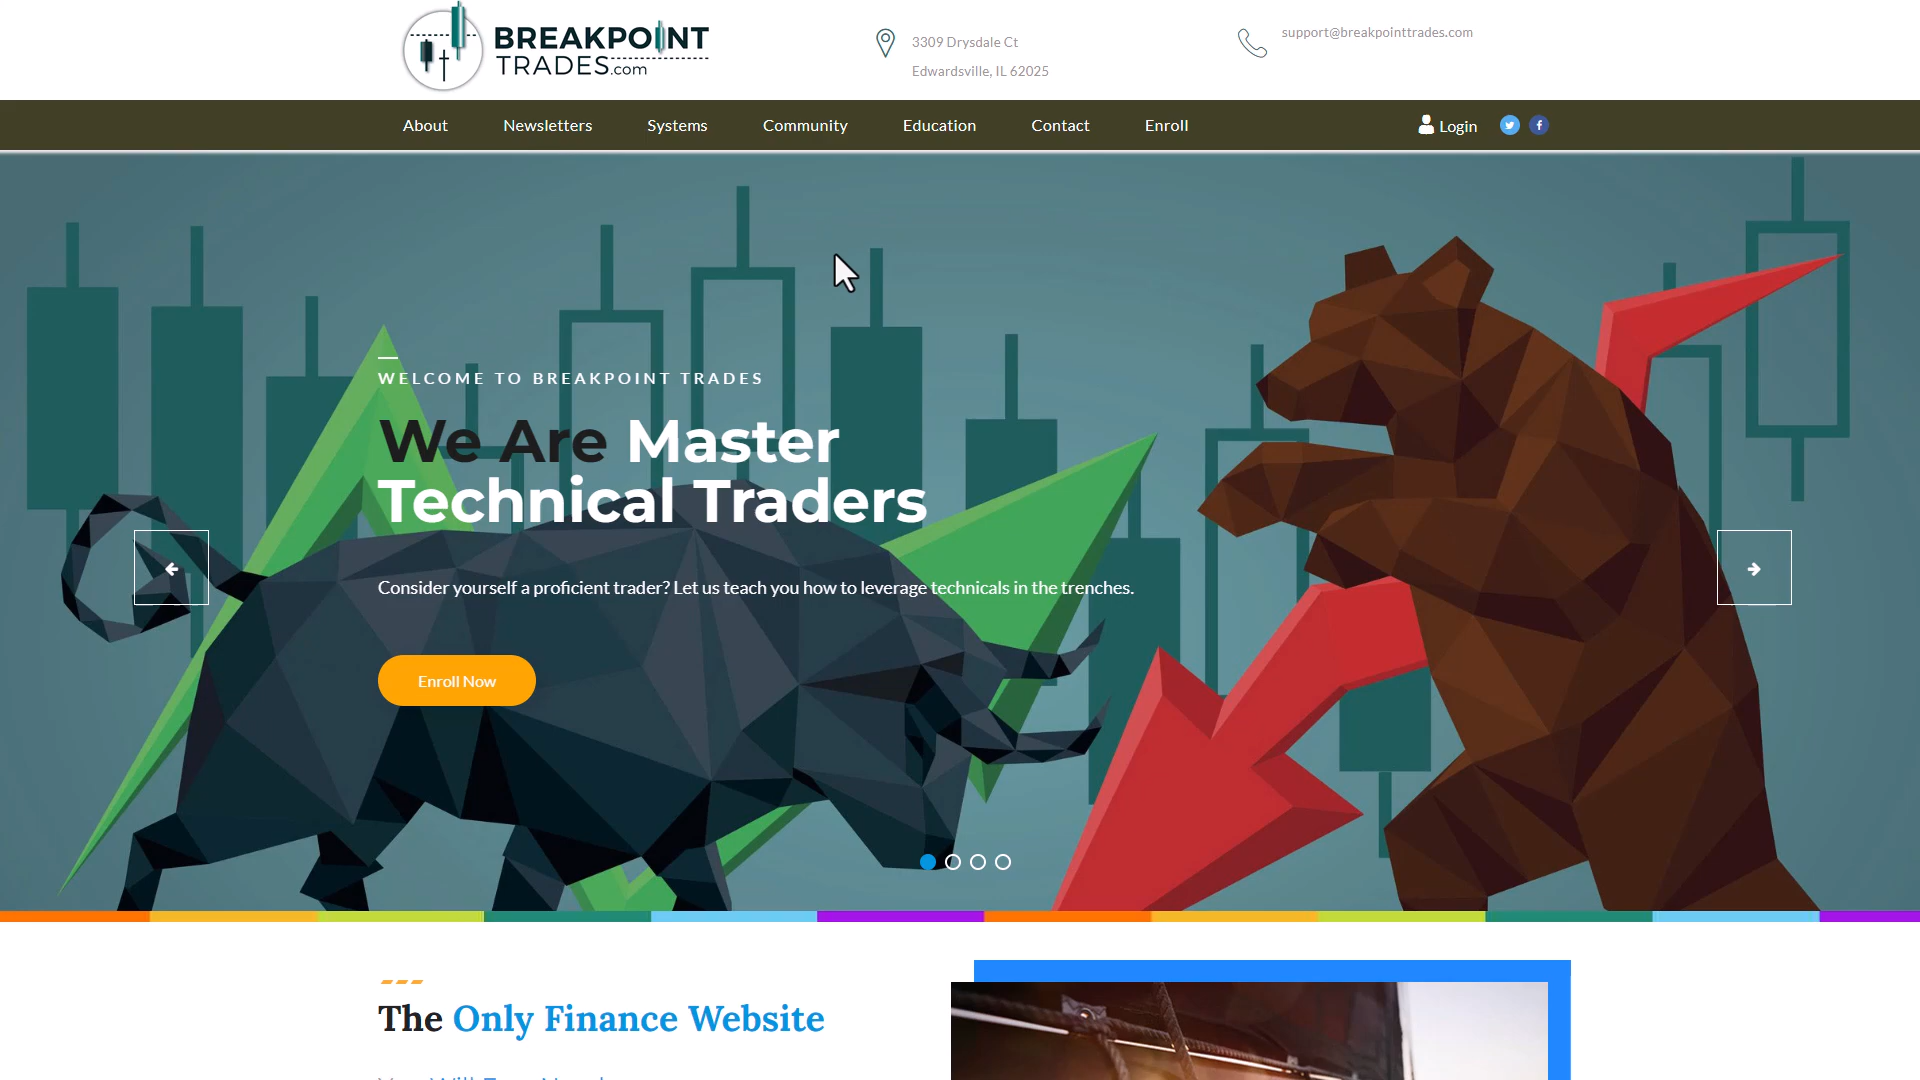 BREAKPOINT
TRADES.com
3309 Drysdale Ct
Edwardsville, IL 62025
support@breakpointtrades.com
About Newsletters Systems Community Education Contact Enroll Login
WELCOME TO BREAKPOINT TRADES
We Are Master
Technical Traders
Consider yourself a proficient trader? Let us teach you how to leverage technicals in the trenches.
Enroll Now
The Only Finance Website